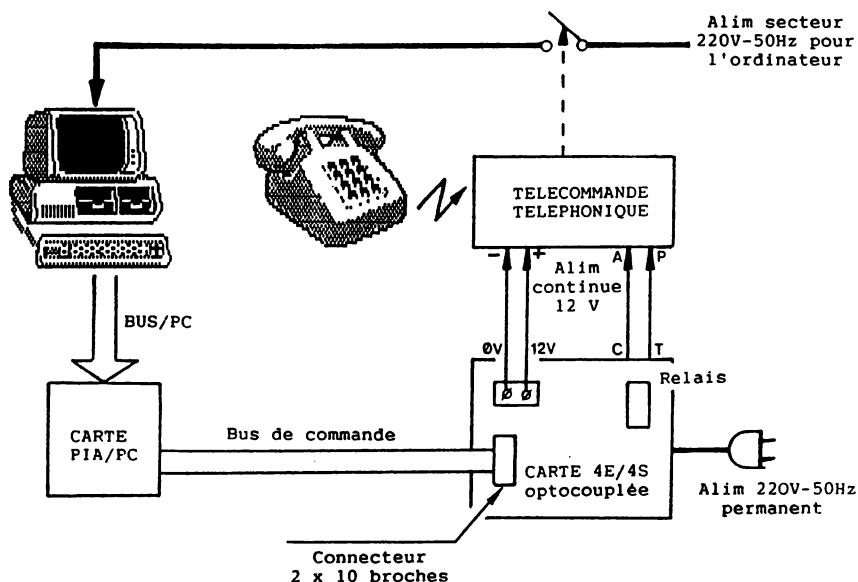 Alim secteur
220V-50Hz pour
l'ordinateur
TELECOMMANDE
TELEPHONIQUE
- + A P
Alim
continue
12 V
BUS/PC
0V 12V C T
Relais
CARTE
PIA/PC
Bus de commande
CARTE 4E/4S
optocouplée
Alim 220V-50Hz
permanent
Connecteur
2 x 10 broches